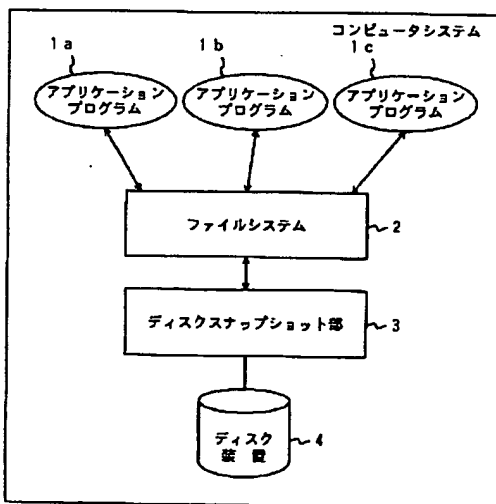 コンピュータシステム
1a
1b
1c
アプリケーション
プログラム
アプリケーション
プログラム
アプリケーション
プログラム
ファイルシステム
2
ディスクスナップショット部
3
ディスク
装置
4